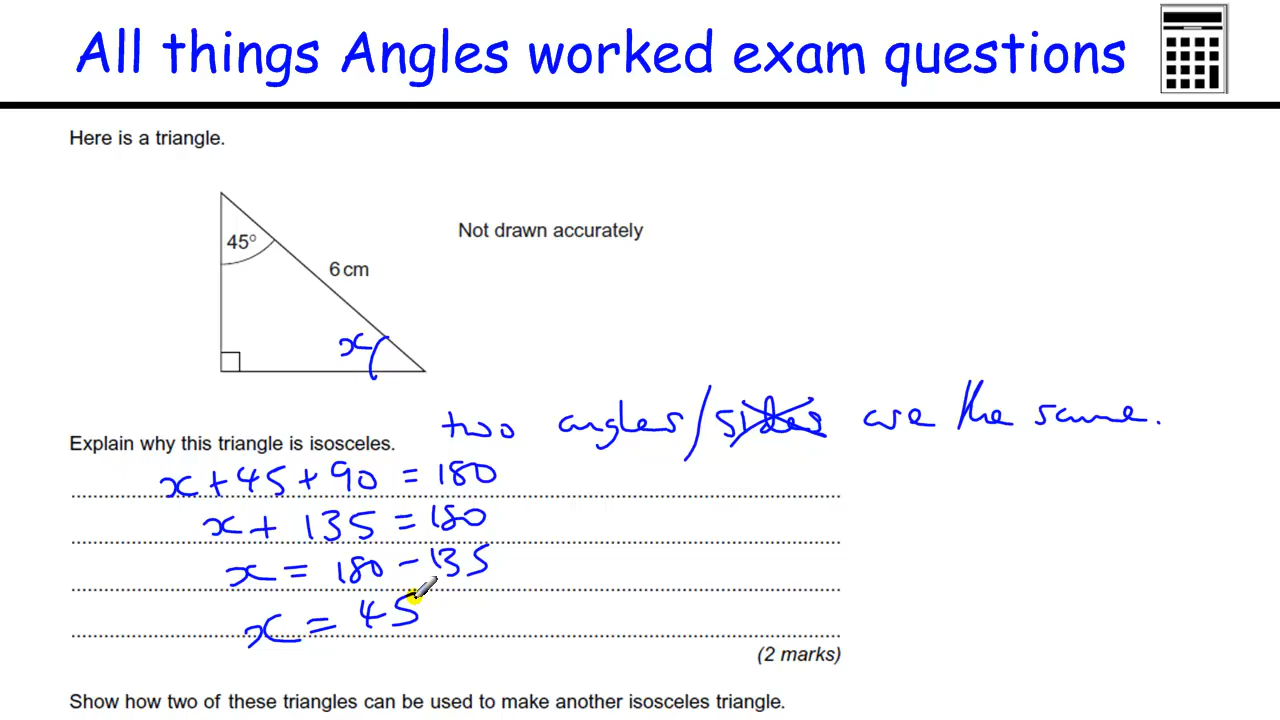 All things Angles worked exam questions
Here is a triangle.
45°
Not drawn accurately
6 cm
x
two angles/sides are the same.
Explain why this triangle is isosceles.
x + 45 + 90 = 180
x + 135 = 180
x = 180 - 135
x = 45
(2 marks)
Show how two of these triangles can be used to make another isosceles triangle.